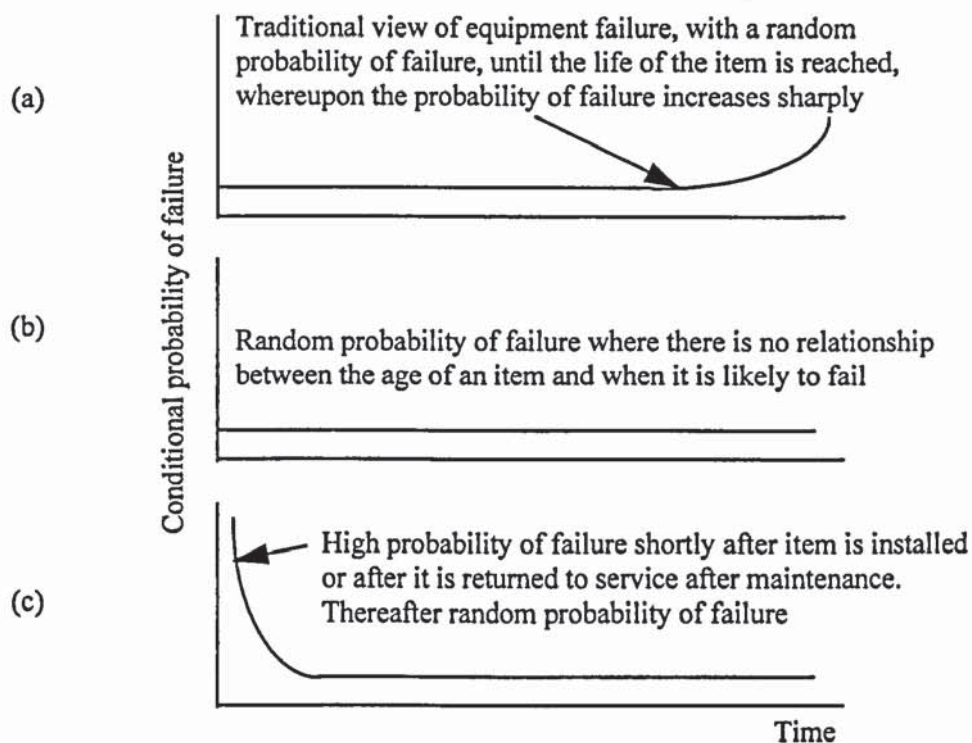 Traditional view of equipment failure, with a random
probability of failure, until the life of the item is reached,
whereupon the probability of failure increases sharply
(a)
Conditional probability of failure
(b)
Random probability of failure where there is no relationship
between the age of an item and when it is likely to fail
(c)
High probability of failure shortly after item is installed
or after it is returned to service after maintenance.
Thereafter random probability of failure
Time